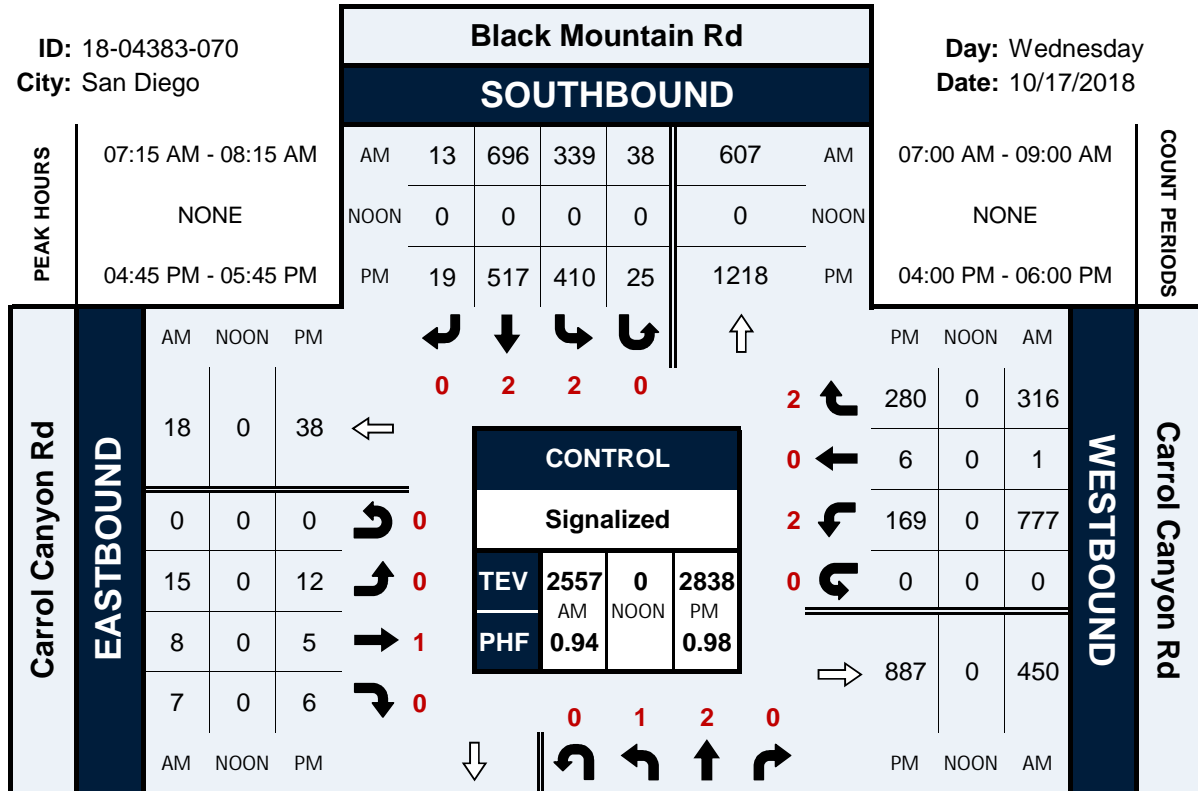 ID: 18-04383-070
City: San Diego
Black Mountain Rd
SOUTHBOUND
Day: Wednesday
Date: 10/17/2018
PEAK HOURS
07:15 AM - 08:15 AM
NONE
04:45 PM - 05:45 PM
AM 13 696 339 38 607 AM
NOON 0 0 0 0 0 NOON
PM 19 517 410 25 1218 PM
07:00 AM - 09:00 AM
NONE
04:00 PM - 06:00 PM
COUNT PERIODS
0 2 2 0
Carrol Canyon Rd
EASTBOUND
AM NOON PM
18 0 38
0 0 0 0
15 0 12 0
8 0 5 1
7 0 6 0
AM NOON PM
CONTROL
Signalized
TEV 2557 0 2838
AM NOON PM
PHF 0.94 0.98
PM NOON AM
2 280 0 316
0 6 0 1
2 169 0 777
0 0 0 0
887 0 450
PM NOON AM
WESTBOUND
Carrol Canyon Rd
0 1 2 0